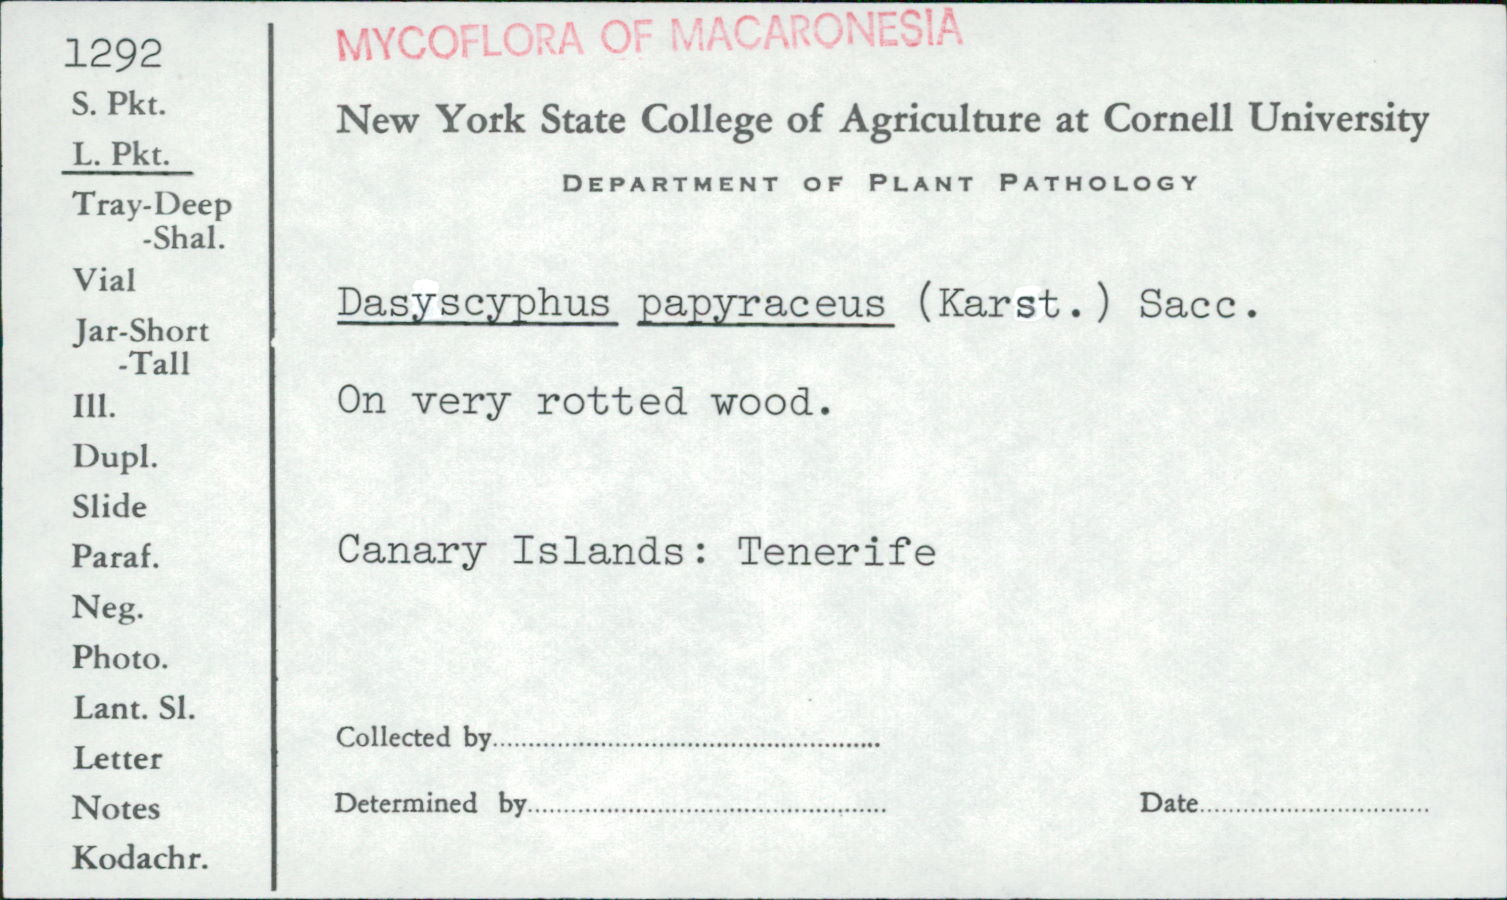 1292
S. Pkt.
L. Pkt.
Tray-Deep
-Shal.
Vial
Jar-Short
-Tall
Ill.
Dupl.
Slide
Paraf.
Neg.
Photo.
Lant. Sl.
Letter
Notes
Kodachr.
MYCOFLORA OF MACARONESIA
New York State College of Agriculture at Cornell University
DEPARTMENT OF PLANT PATHOLOGY
Dasyscyphus papyraceus (Karst.) Sacc.
On very rotted wood.
Canary Islands: Tenerife
Collected by
Determined by
Date